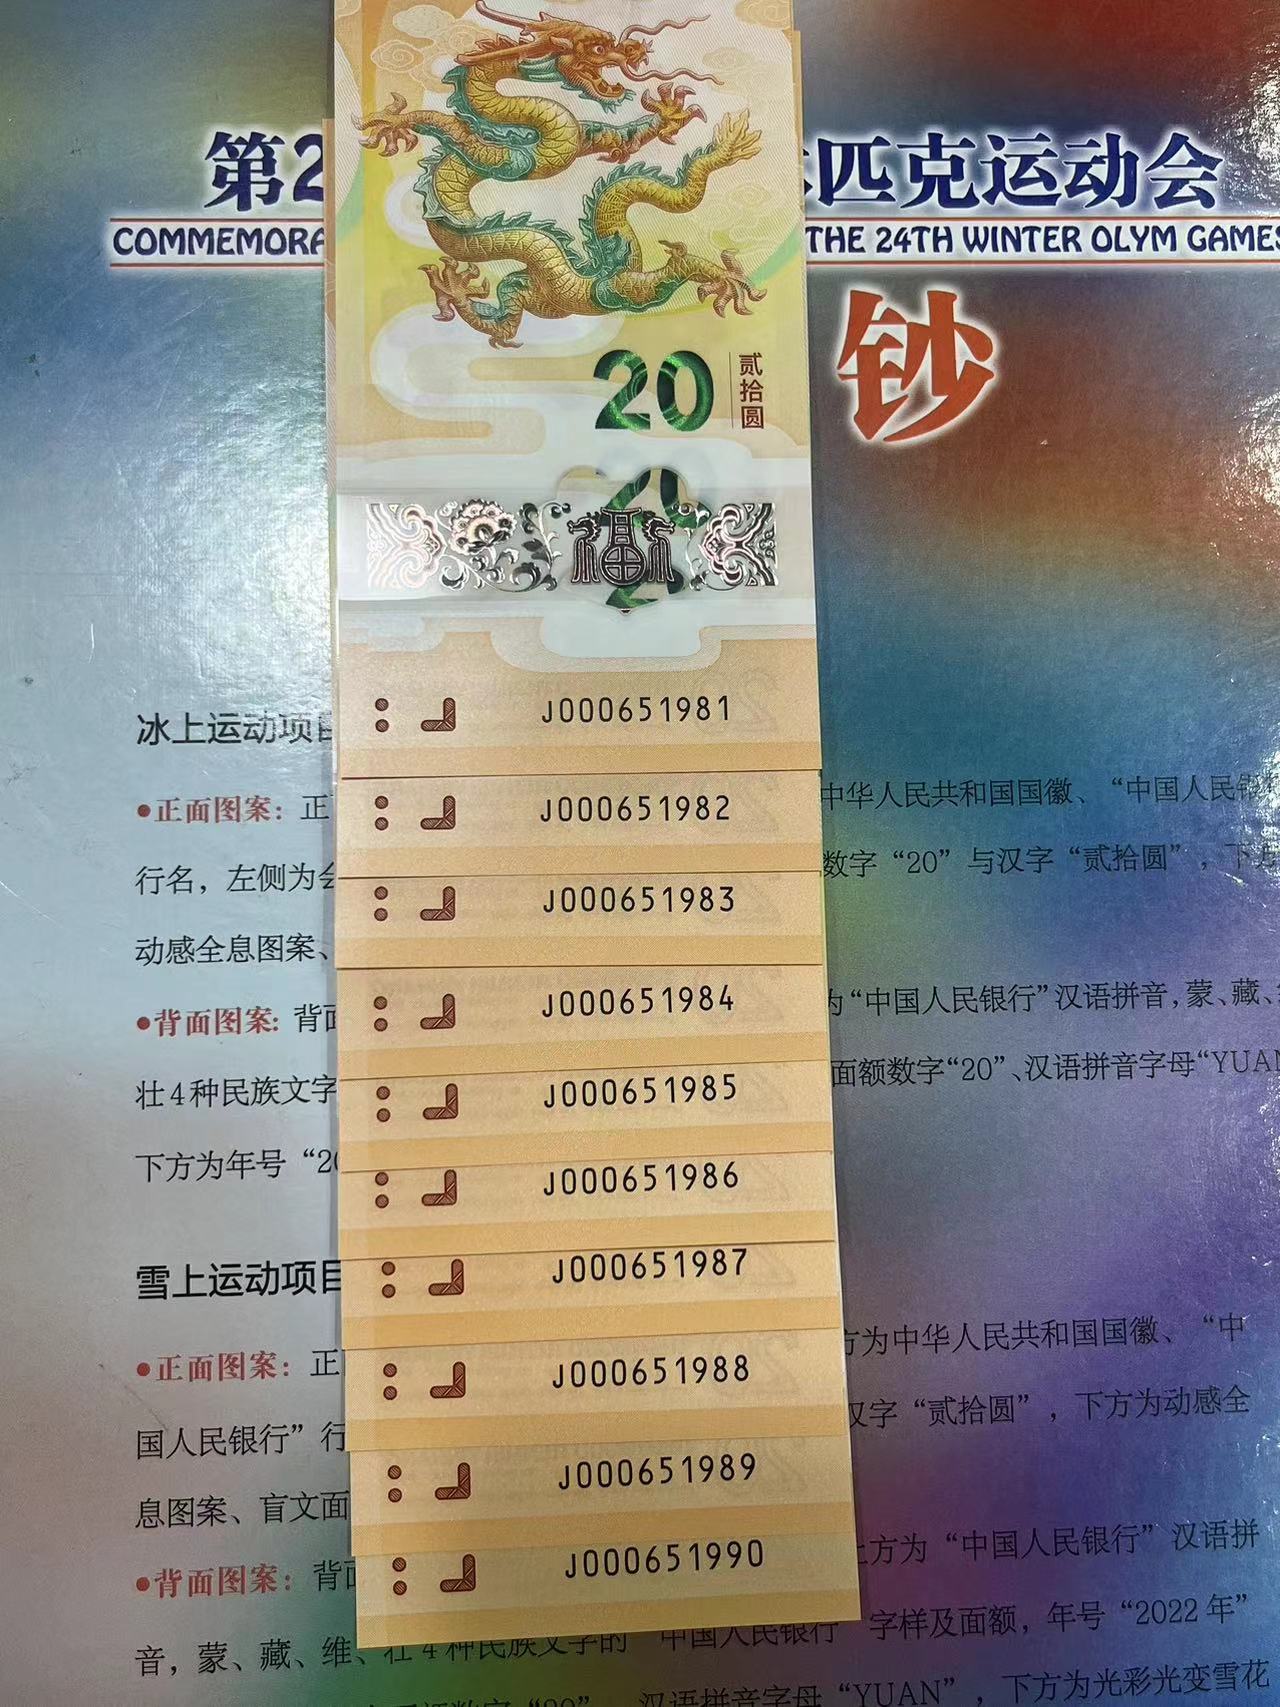 第2 匹克运动会
COMMEMORA THE 24TH WINTER OLYM GAMES
钞
20 贰拾圆
20
福
J000651981
冰上运动项目
J000651982
•正面图案：正 中华人民共和国国徽、“中国人民银
行名，左侧为会 数字“20”与汉字“贰拾圆”，下方
J000651983
动感全息图案、
J000651984
•背面图案：背面 为“中国人民银行”汉语拼音，蒙、藏、
壮4种民族文字 面额数字“20”、汉语拼音字母“YUAN
J000651985
下方为年号“20
J000651986
J000651987
雪上运动项目
•正面图案：正 方为中华人民共和国国徽、“中
J000651988
国人民银行”行 汉字“贰拾圆”，下方为动感全
J000651989
息图案、盲文面
•背面图案：背面 上方为“中国人民银行”汉语拼
J000651990
音，蒙、藏、维、壮4种民族文字的“中国人民银行”字样及面额，年号“2022年”
“20”、汉语拼音字母“YUAN”，下方为光彩光变雪花